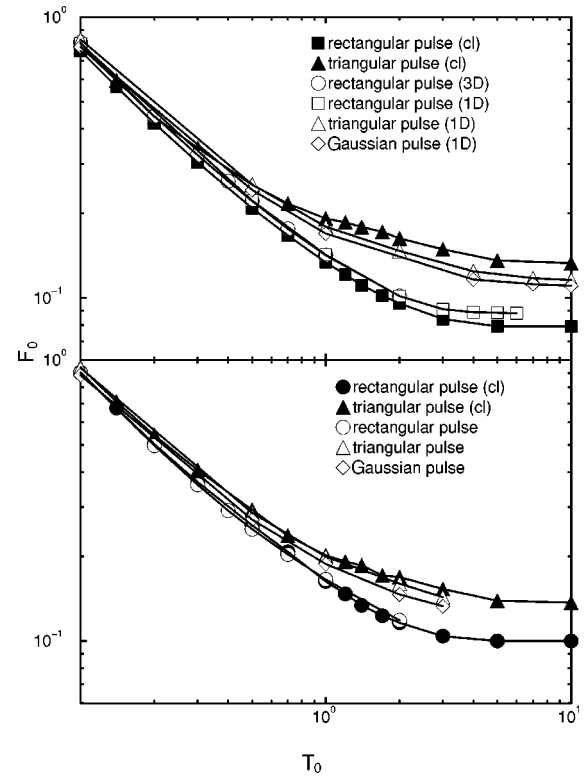 10⁰
rectangular pulse (cl)
triangular pulse (cl)
rectangular pulse (3D)
rectangular pulse (1D)
triangular pulse (1D)
Gaussian pulse (1D)
10⁻¹
F₀
10⁰
rectangular pulse (cl)
triangular pulse (cl)
rectangular pulse
triangular pulse
Gaussian pulse
10⁻¹
10⁰
10¹
T₀